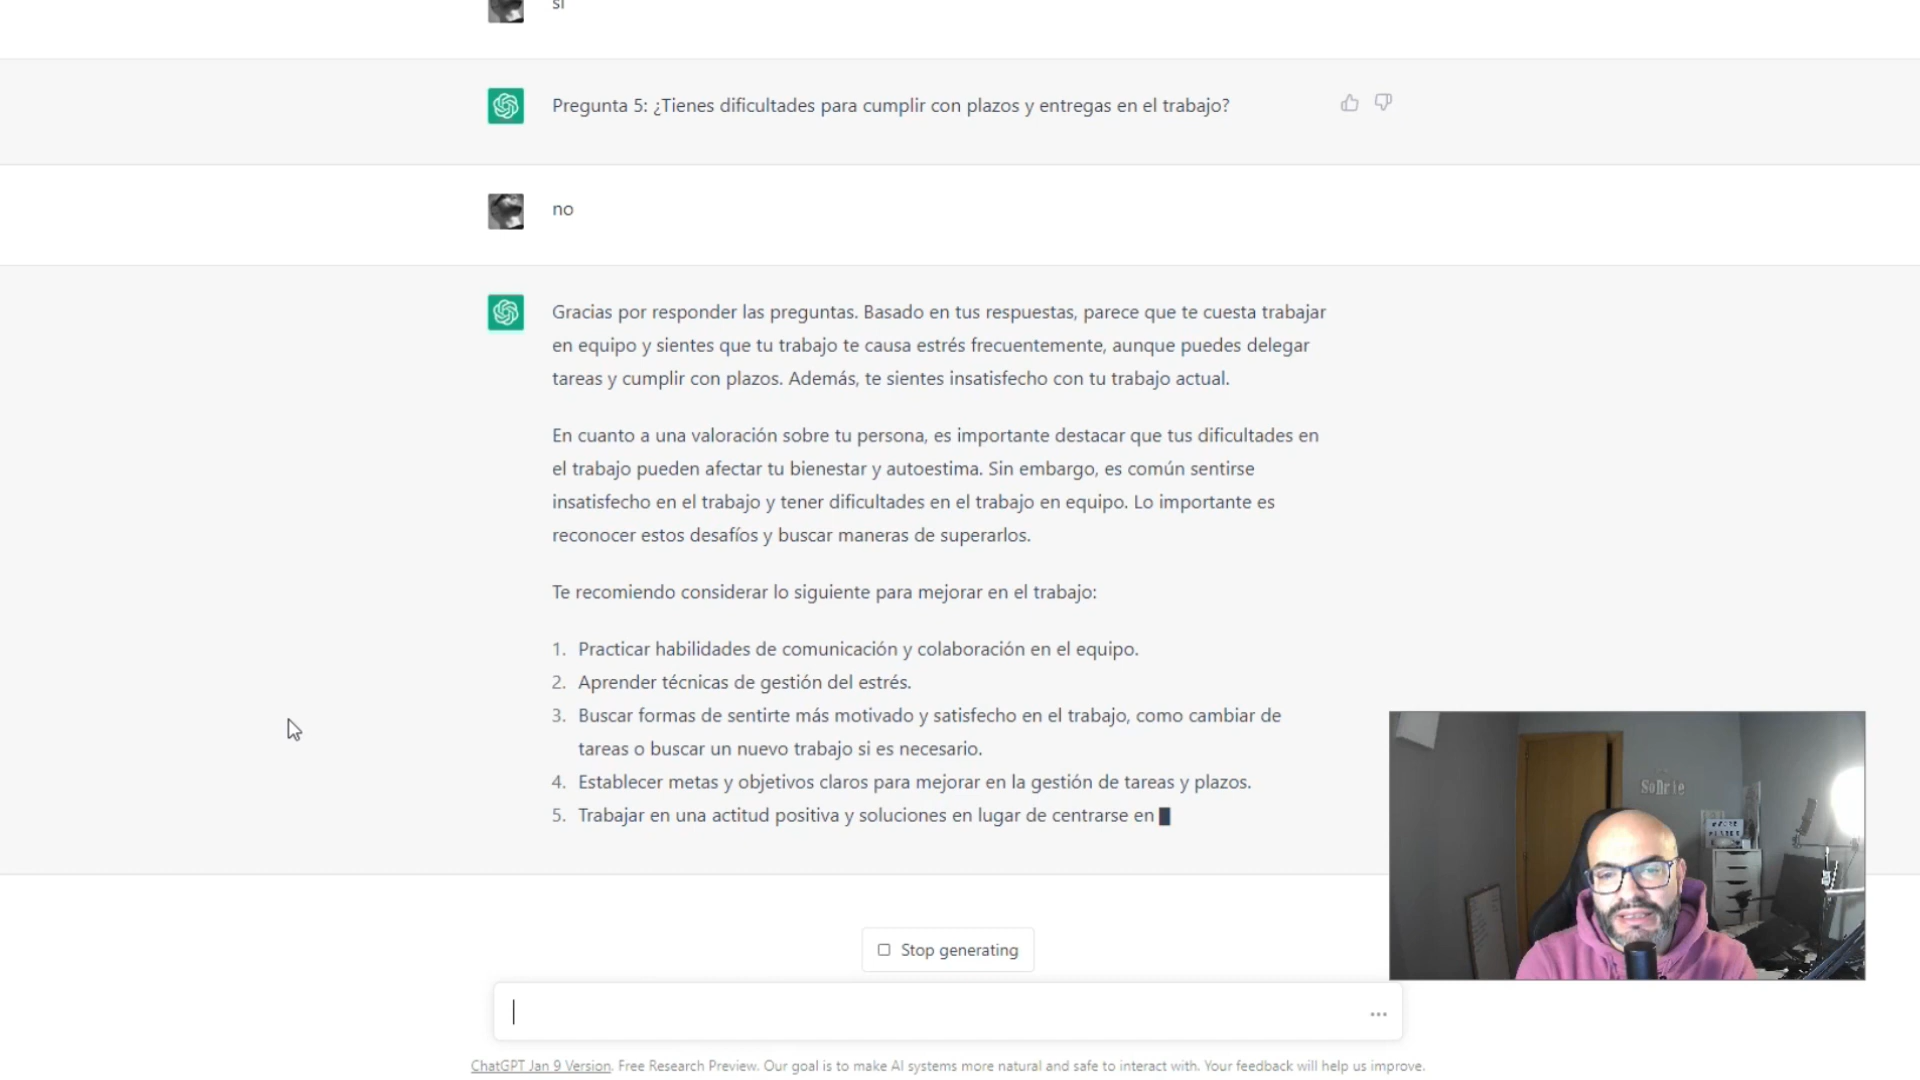 si
Pregunta 5: ¿Tienes dificultades para cumplir con plazos y entregas en el trabajo?
no
Gracias por responder las preguntas. Basado en tus respuestas, parece que te cuesta trabajar
en equipo y sientes que tu trabajo te causa estrés frecuentemente, aunque puedes delegar
tareas y cumplir con plazos. Además, te sientes insatisfecho con tu trabajo actual.
En cuanto a una valoración sobre tu persona, es importante destacar que tus dificultades en
el trabajo pueden afectar tu bienestar y autoestima. Sin embargo, es común sentirse
insatisfecho en el trabajo y tener dificultades en el trabajo en equipo. Lo importante es
reconocer estos desafíos y buscar maneras de superarlos.
Te recomiendo considerar lo siguiente para mejorar en el trabajo:
1. Practicar habilidades de comunicación y colaboración en el equipo.
2. Aprender técnicas de gestión del estrés.
3. Buscar formas de sentirte más motivado y satisfecho en el trabajo, como cambiar de
tareas o buscar un nuevo trabajo si es necesario.
4. Establecer metas y objetivos claros para mejorar en la gestión de tareas y plazos.
5. Trabajar en una actitud positiva y soluciones en lugar de centrarse en
Sonríe
Stop generating
ChatGPT Jan 9 Version. Free Research Preview. Our goal is to make AI systems more natural and safe to interact with. Your feedback will help us improve.